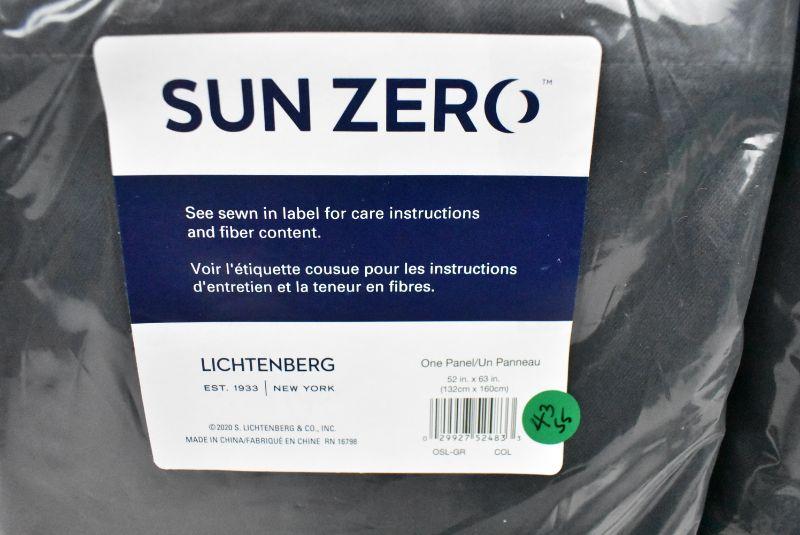 SUN ZERO™
See sewn in label for care instructions
and fiber content.
Voir l'étiquette cousue pour les instructions
d'entretien et la teneur en fibres.
LICHTENBERG
EST. 1933 | NEW YORK
©2020 S. LICHTENBERG & CO., INC.
MADE IN CHINA/FABRIQUÉ EN CHINE RN 16798
One Panel/Un Panneau
52 in. x 63 in.
(132cm x 160cm)
0 29927 52483 3
OSL-GR COL
43
55